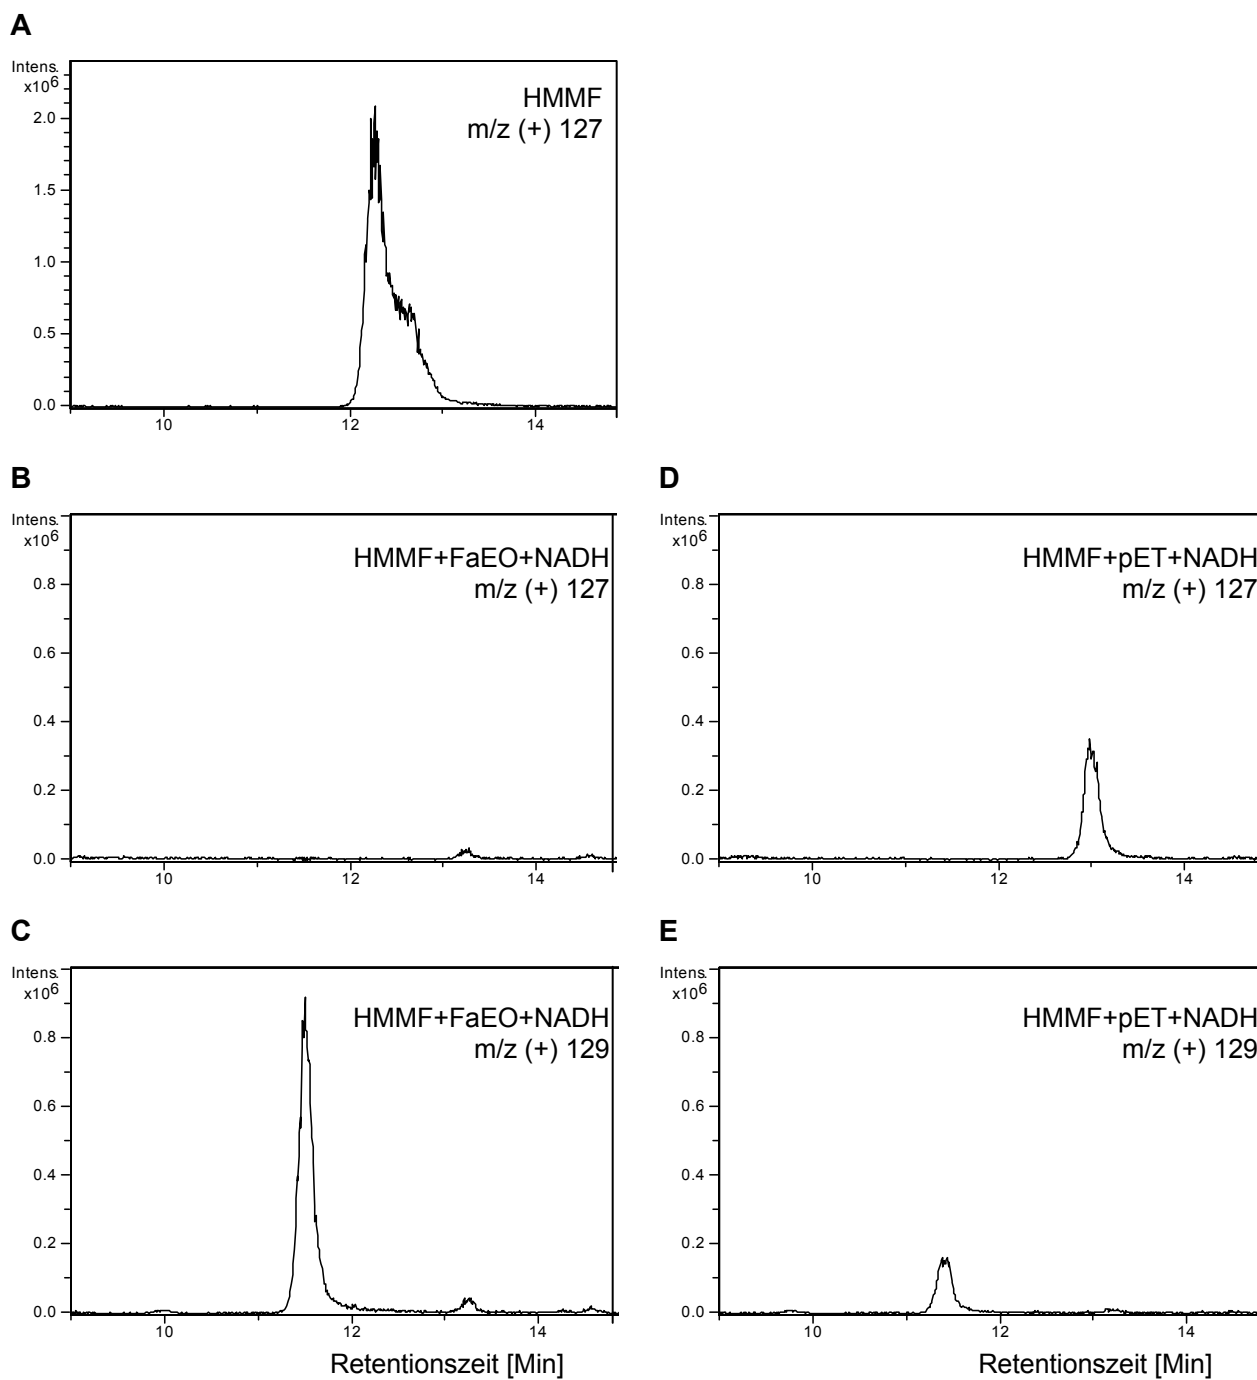 A
Intens.
x10^6
HMMF
m/z (+) 127
2.0
1.5
1.0
0.5
0.0
10
12
14
B
Intens.
x10^6
HMMF+FaEO+NADH
m/z (+) 127
0.8
0.6
0.4
0.2
0.0
10
12
14
D
Intens.
x10^6
HMMF+pET+NADH
m/z (+) 127
0.8
0.6
0.4
0.2
0.0
10
12
14
C
Intens.
x10^6
HMMF+FaEO+NADH
m/z (+) 129
0.8
0.6
0.4
0.2
0.0
10
12
14
Retentionszeit [Min]
E
Intens.
x10^6
HMMF+pET+NADH
m/z (+) 129
0.8
0.6
0.4
0.2
0.0
10
12
14
Retentionszeit [Min]